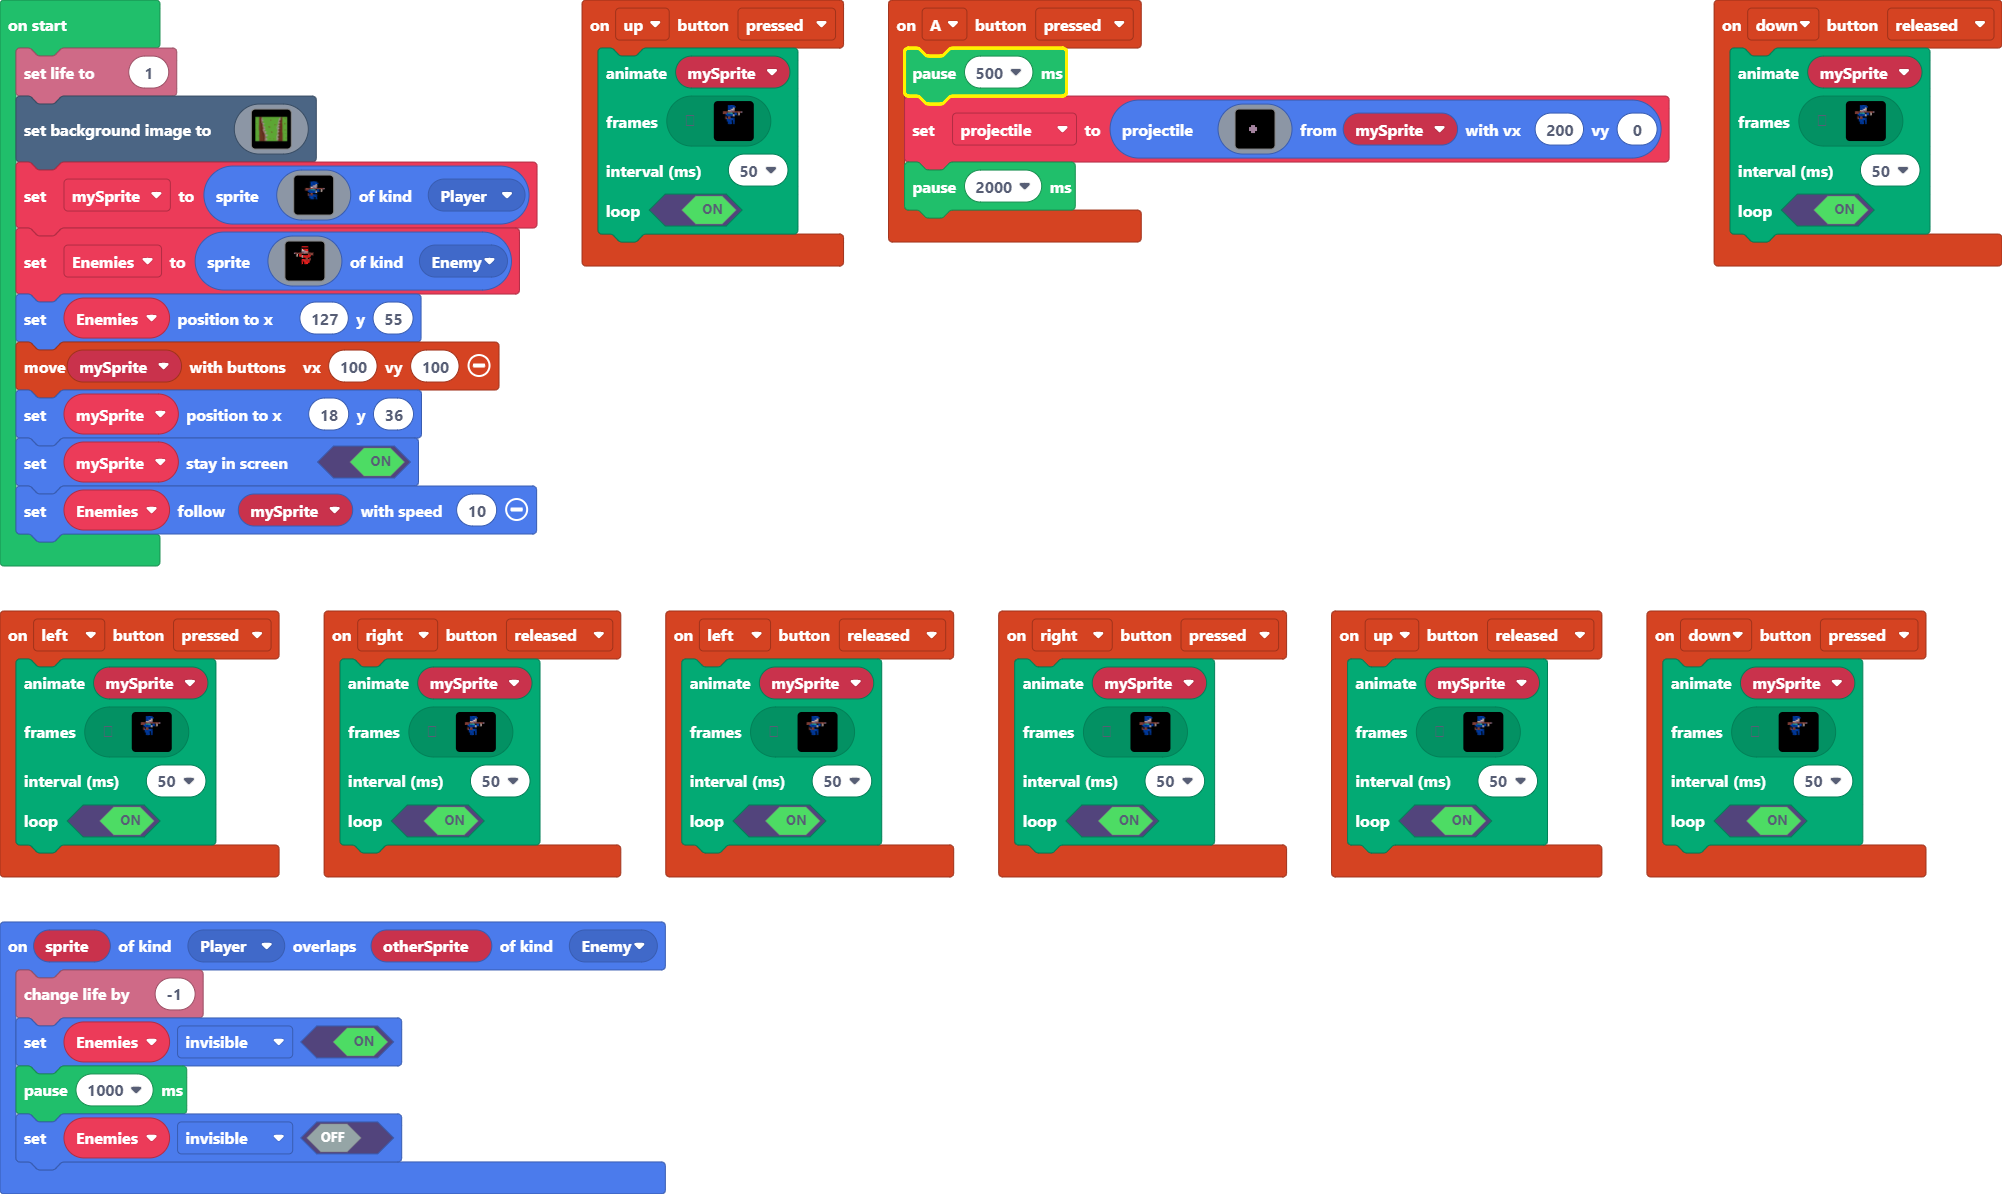 on start
set life to 1
set background image to
set mySprite to sprite of kind Player
set Enemies to sprite of kind Enemy
set Enemies position to x 127 y 55
move mySprite with buttons vx 100 vy 100
set mySprite position to x 18 y 36
set mySprite stay in screen ON
set Enemies follow mySprite with speed 10
on up button pressed
animate mySprite
frames
interval (ms) 50
loop ON
on A button pressed
pause 500 ms
set projectile to projectile from mySprite with vx 200 vy 0
pause 2000 ms
on down button released
animate mySprite
frames
interval (ms) 50
loop ON
on left button pressed
animate mySprite
frames
interval (ms) 50
loop ON
on right button released
animate mySprite
frames
interval (ms) 50
loop ON
on left button released
animate mySprite
frames
interval (ms) 50
loop ON
on right button pressed
animate mySprite
frames
interval (ms) 50
loop ON
on up button released
animate mySprite
frames
interval (ms) 50
loop ON
on down button pressed
animate mySprite
frames
interval (ms) 50
loop ON
on sprite of kind Player overlaps otherSprite of kind Enemy
change life by -1
set Enemies invisible ON
pause 1000 ms
set Enemies invisible OFF